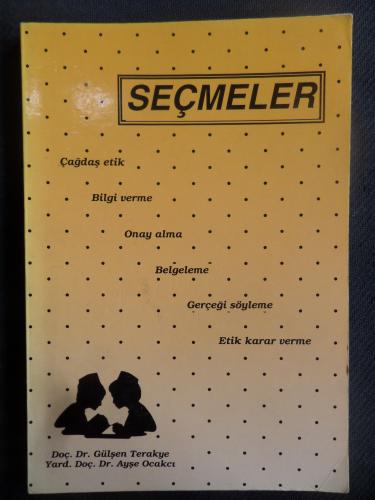 SEÇMELER
Çağdaş etik
Bilgi verme
Onay alma
Belgeleme
Gerçeği söyleme
Etik karar verme
Doç. Dr. Gülşen Terakye
Yard. Doç. Dr. Ayşe Ocakcı